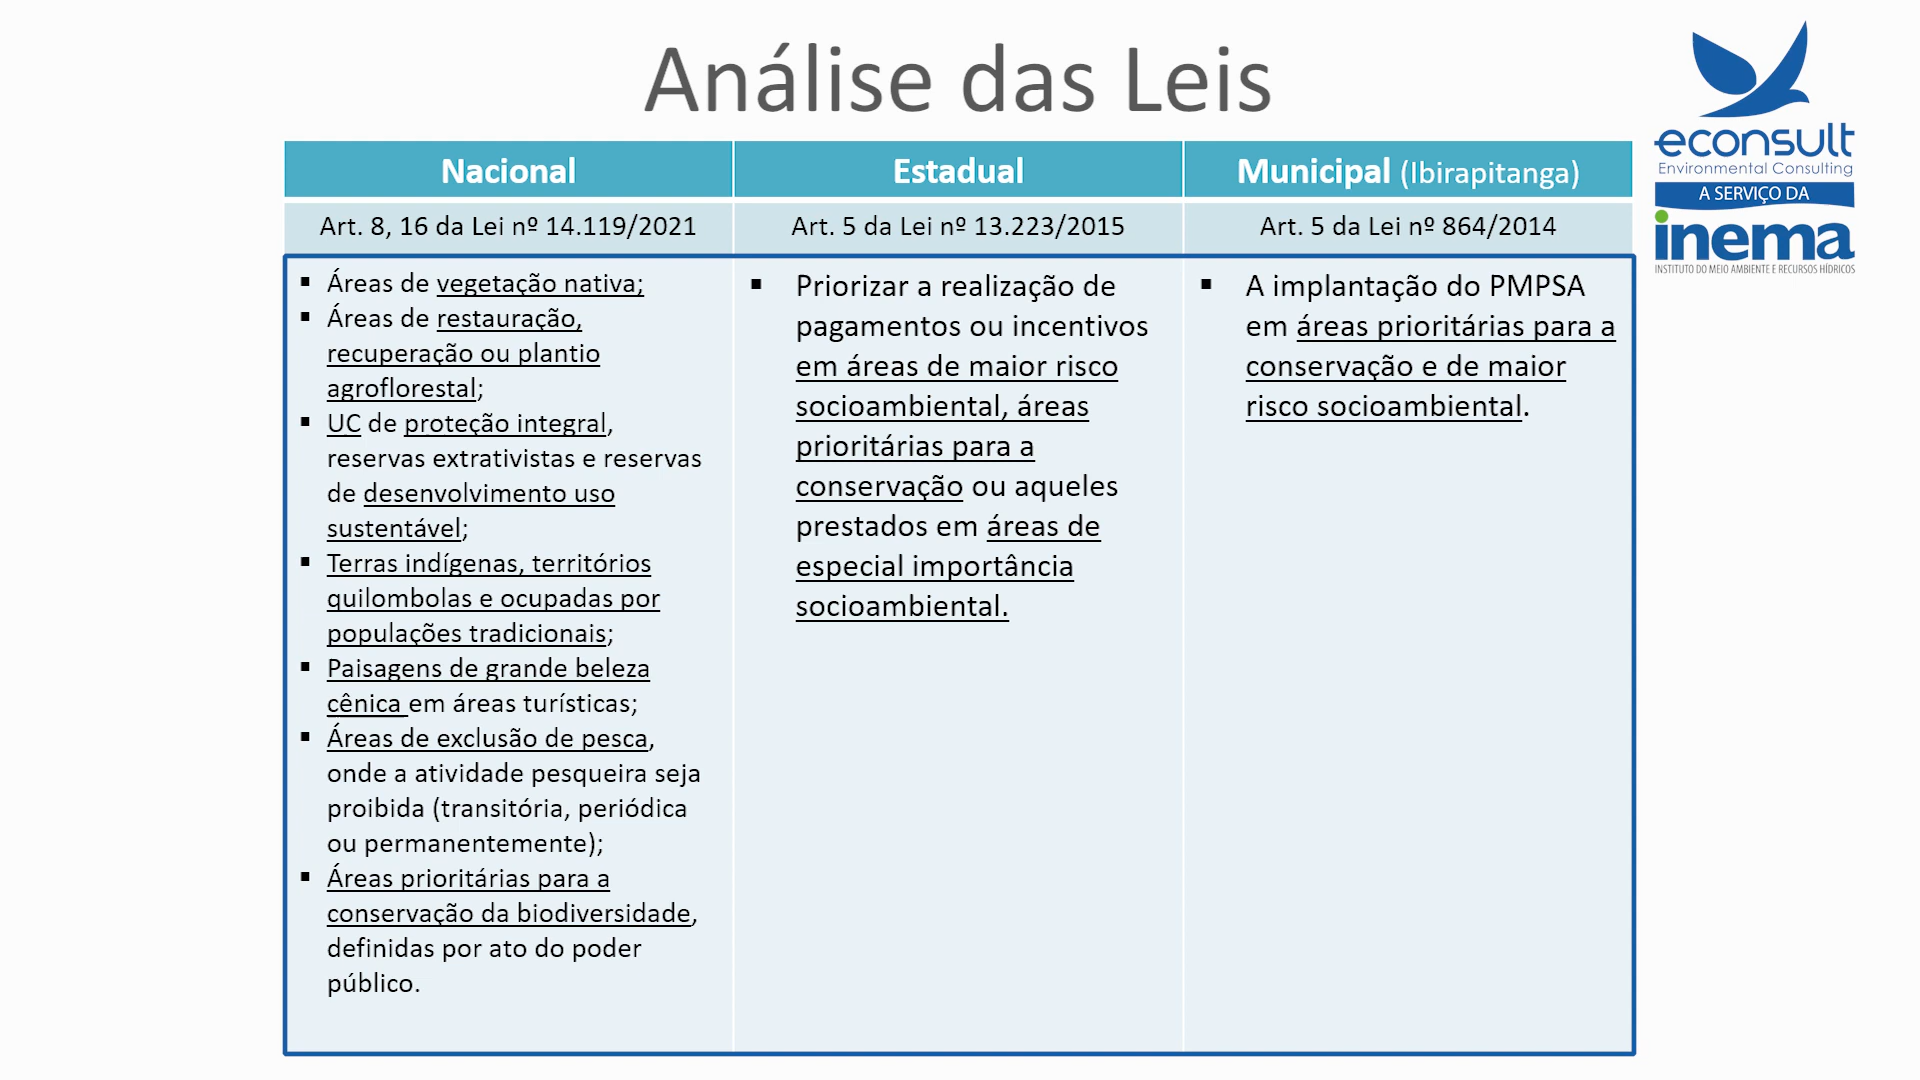 Análise das Leis
econsult
Environmental Consulting
A SERVIÇO DA
inema
INSTITUTO DO MEIO AMBIENTE E RECURSOS HÍDRICOS
Nacional
Estadual
Municipal (Ibirapitanga)
Art. 8, 16 da Lei nº 14.119/2021
Art. 5 da Lei nº 13.223/2015
Art. 5 da Lei nº 864/2014
▪ Áreas de vegetação nativa;
▪ Áreas de restauração,
recuperação ou plantio
agroflorestal;
▪ UC de proteção integral,
reservas extrativistas e reservas
de desenvolvimento uso
sustentável;
▪ Terras indígenas, territórios
quilombolas e ocupadas por
populações tradicionais;
▪ Paisagens de grande beleza
cênica em áreas turísticas;
▪ Áreas de exclusão de pesca,
onde a atividade pesqueira seja
proibida (transitória, periódica
ou permanentemente);
▪ Áreas prioritárias para a
conservação da biodiversidade,
definidas por ato do poder
público.
▪ Priorizar a realização de
pagamentos ou incentivos
em áreas de maior risco
socioambiental, áreas
prioritárias para a
conservação ou aqueles
prestados em áreas de
especial importância
socioambiental.
▪ A implantação do PMPSA
em áreas prioritárias para a
conservação e de maior
risco socioambiental.